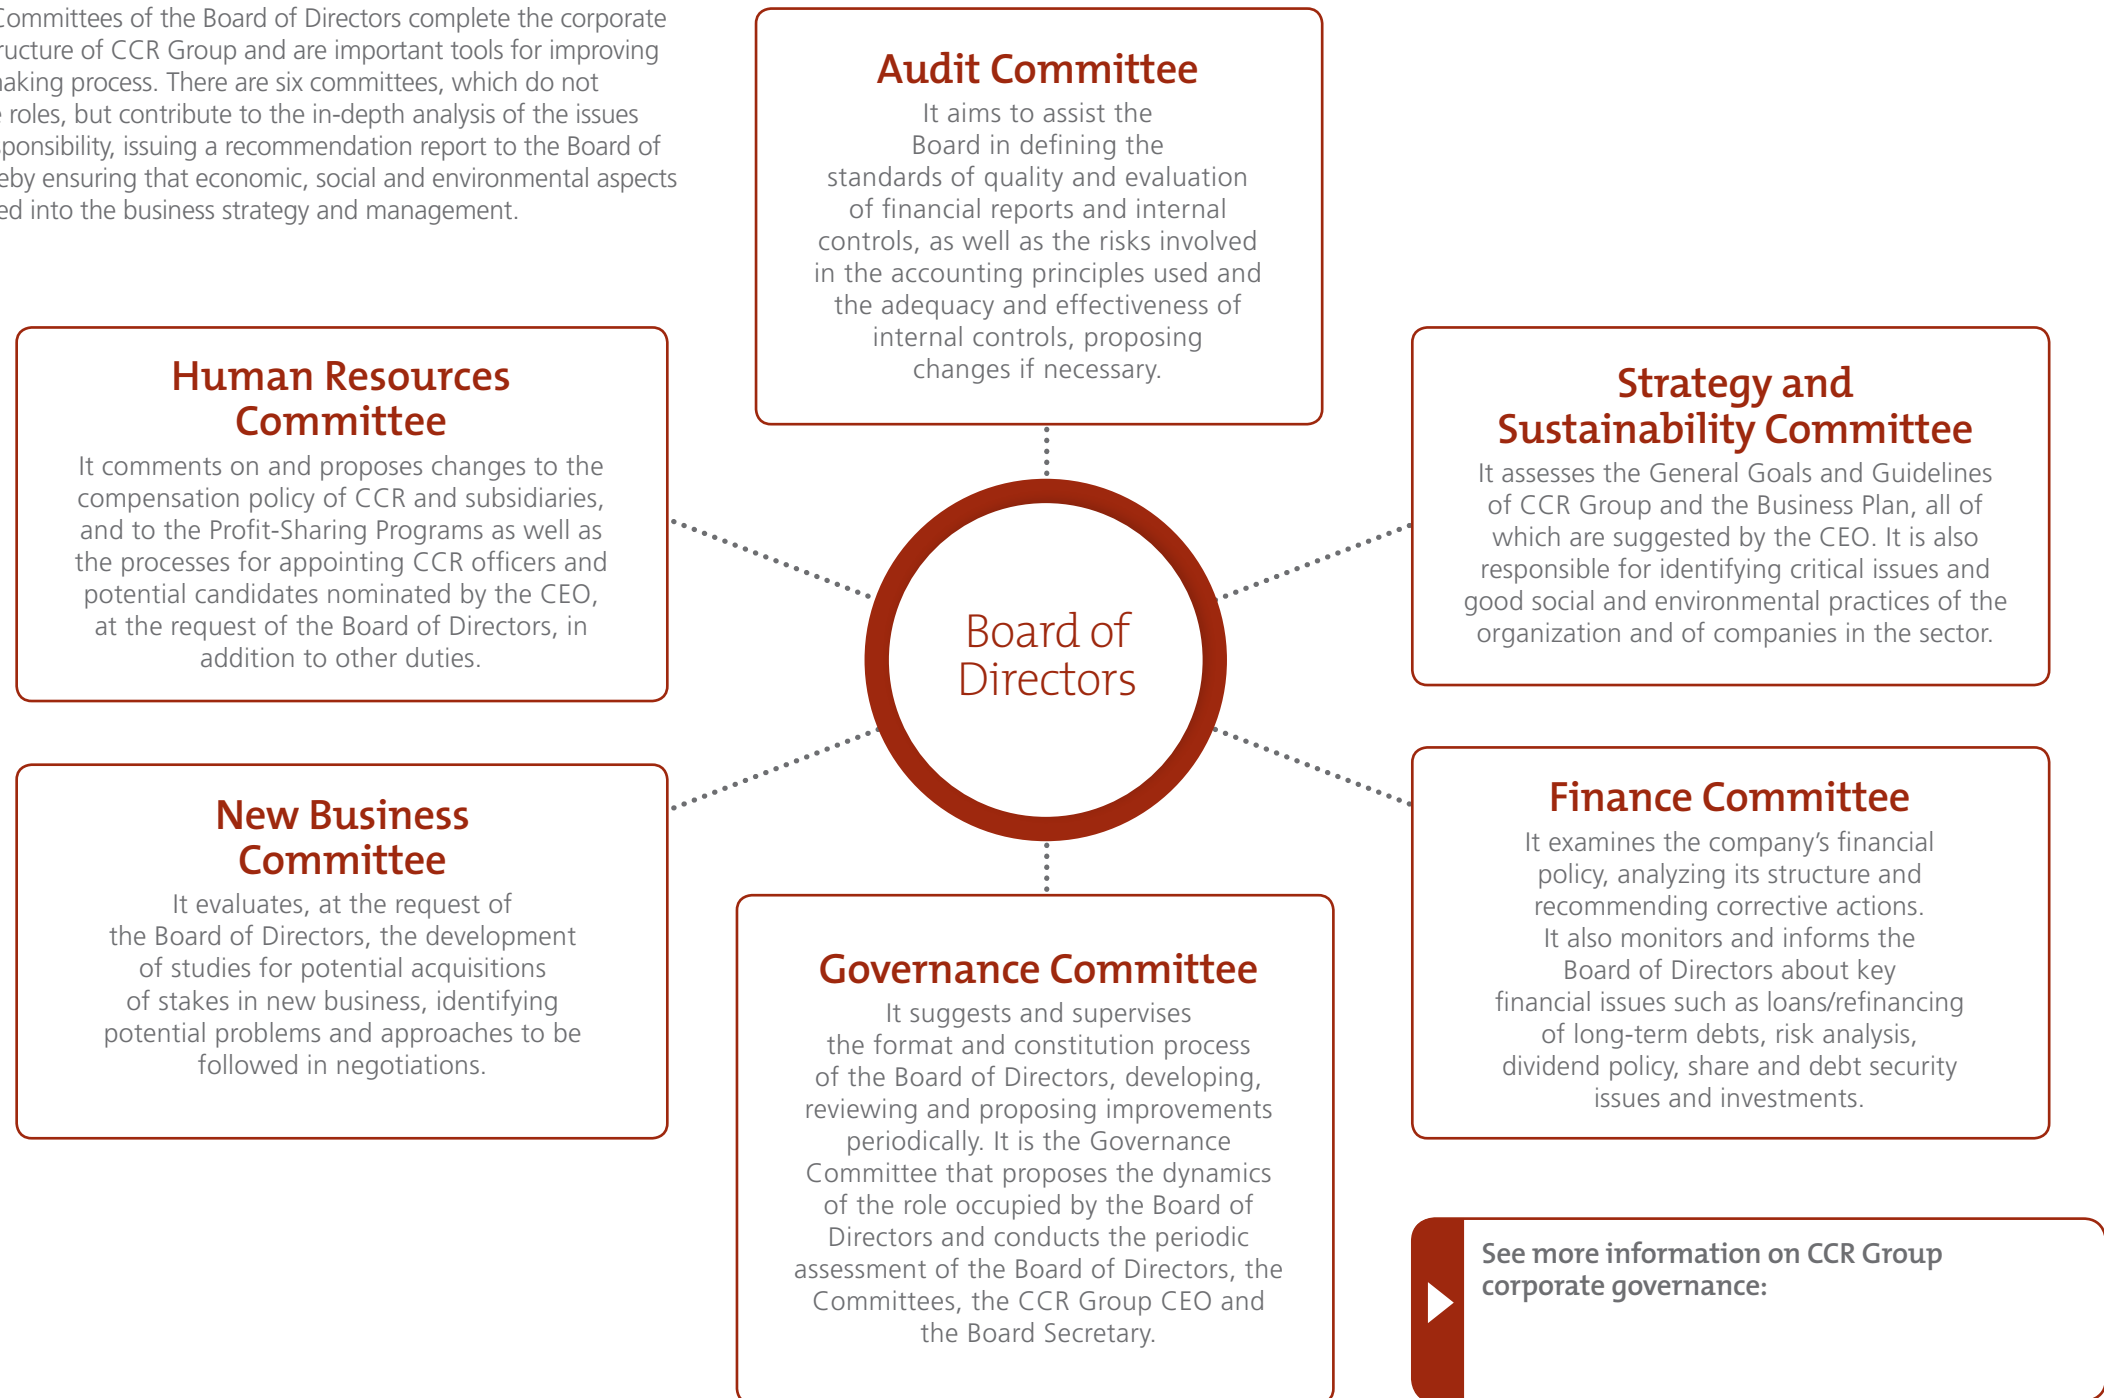 Committees of the Board of Directors complete the corporate
ructure of CCR Group and are important tools for improving
naking process. There are six committees, which do not
e roles, but contribute to the in-depth analysis of the issues
sponsibility, issuing a recommendation report to the Board of
eby ensuring that economic, social and environmental aspects
ed into the business strategy and management.
Audit Committee
It aims to assist the
Board in defining the
standards of quality and evaluation
of financial reports and internal
controls, as well as the risks involved
in the accounting principles used and
the adequacy and effectiveness of
internal controls, proposing
changes if necessary.
Human Resources
Committee
It comments on and proposes changes to the
compensation policy of CCR and subsidiaries,
and to the Profit-Sharing Programs as well as
the processes for appointing CCR officers and
potential candidates nominated by the CEO,
at the request of the Board of Directors, in
addition to other duties.
Strategy and
Sustainability Committee
It assesses the General Goals and Guidelines
of CCR Group and the Business Plan, all of
which are suggested by the CEO. It is also
responsible for identifying critical issues and
good social and environmental practices of the
organization and of companies in the sector.
Board of
Directors
New Business
Committee
It evaluates, at the request of
the Board of Directors, the development
of studies for potential acquisitions
of stakes in new business, identifying
potential problems and approaches to be
followed in negotiations.
Governance Committee
It suggests and supervises
the format and constitution process
of the Board of Directors, developing,
reviewing and proposing improvements
periodically. It is the Governance
Committee that proposes the dynamics
of the role occupied by the Board of
Directors and conducts the periodic
assessment of the Board of Directors, the
Committees, the CCR Group CEO and
the Board Secretary.
Finance Committee
It examines the company's financial
policy, analyzing its structure and
recommending corrective actions.
It also monitors and informs the
Board of Directors about key
financial issues such as loans/refinancing
of long-term debts, risk analysis,
dividend policy, share and debt security
issues and investments.
See more information on CCR Group
corporate governance: